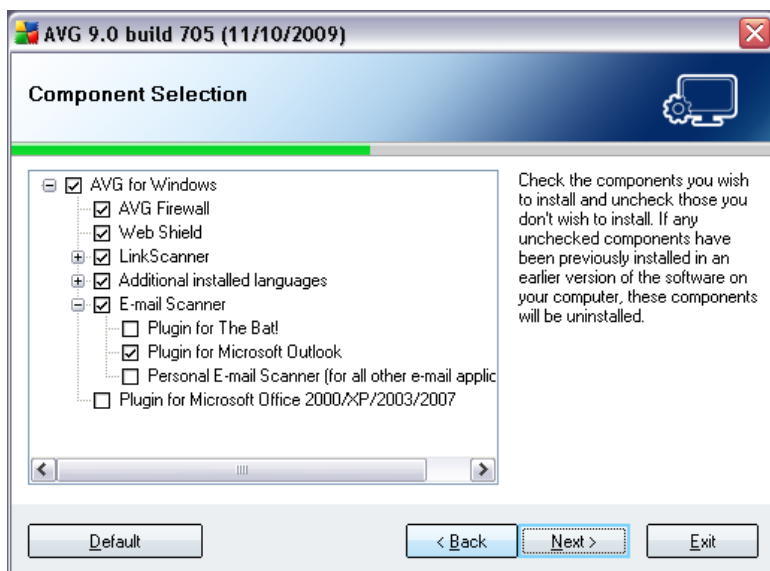 AVG 9.0 build 705 (11/10/2009)
Component Selection
AVG for Windows
AVG Firewall
Web Shield
LinkScanner
Additional installed languages
E-mail Scanner
Plugin for The Bat!
Plugin for Microsoft Outlook
Personal E-mail Scanner (for all other e-mail applic
Plugin for Microsoft Office 2000/XP/2003/2007
Check the components you wish
to install and uncheck those you
don't wish to install. If any
unchecked components have
been previously installed in an
earlier version of the software on
your computer, these components
will be uninstalled.
Default
< Back
Next >
Exit